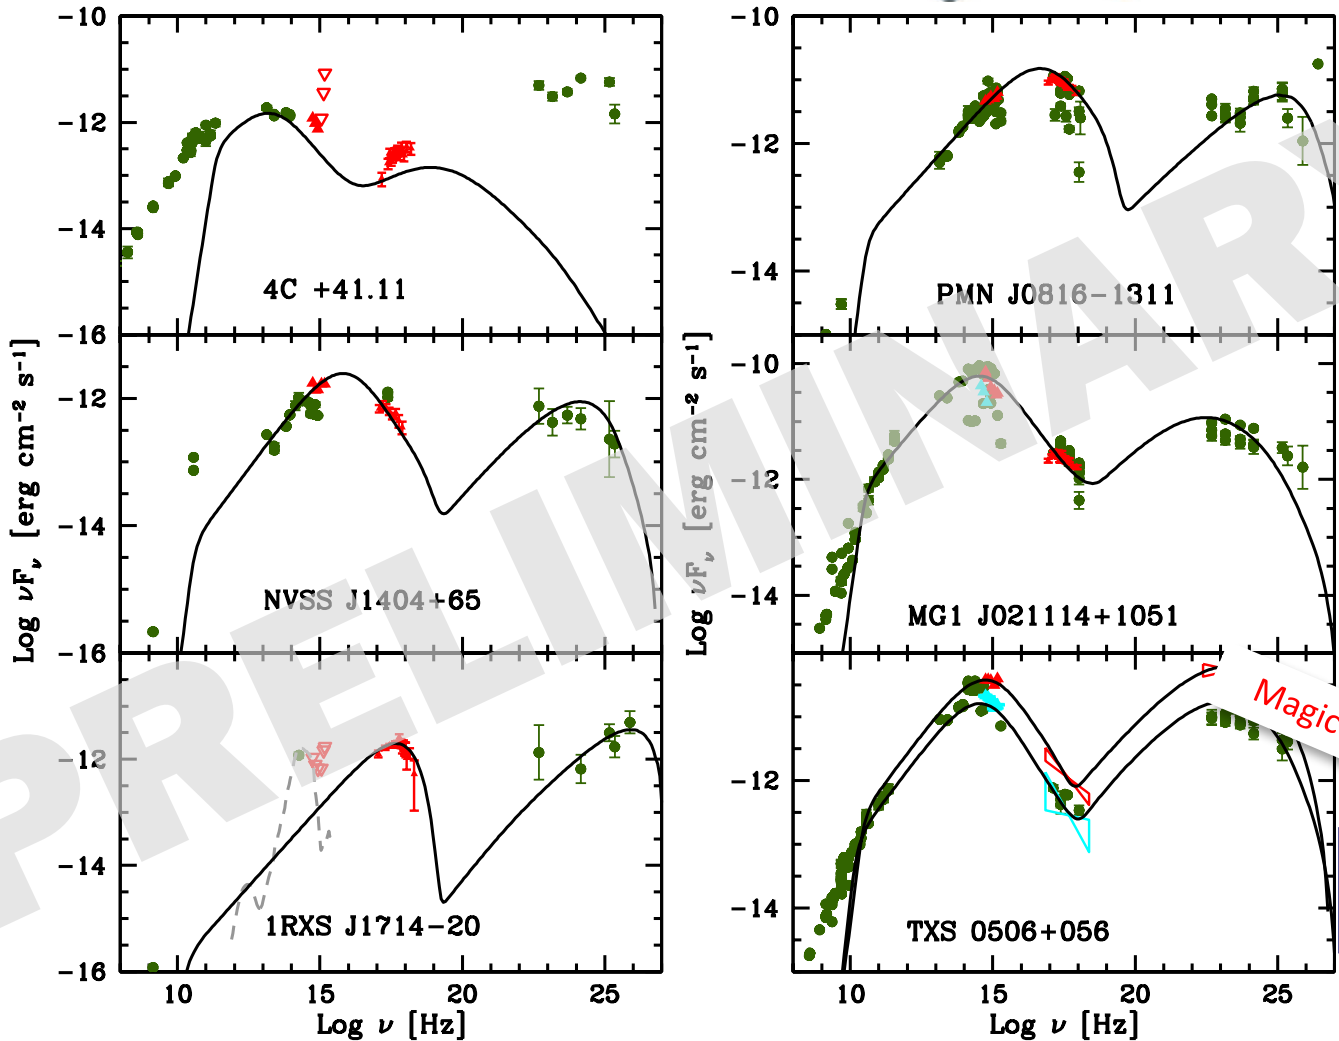 -10
-12
-14
-16
4C +41.11
-12
-14
-16
NVSS J1404+65
-12
-14
-16
1RXS J1714-20
10 15 20 25
Log ν [Hz]
Log νFν [erg cm⁻² s⁻¹]
-10
-12
-14
PMN J0816-1311
-10
-12
-14
MG1 J021114+1051
-12
-14
TXS 0506+056
10 15 20 25
Log ν [Hz]
Log νFν [erg cm⁻² s⁻¹]
Magic
PRELIMINARY